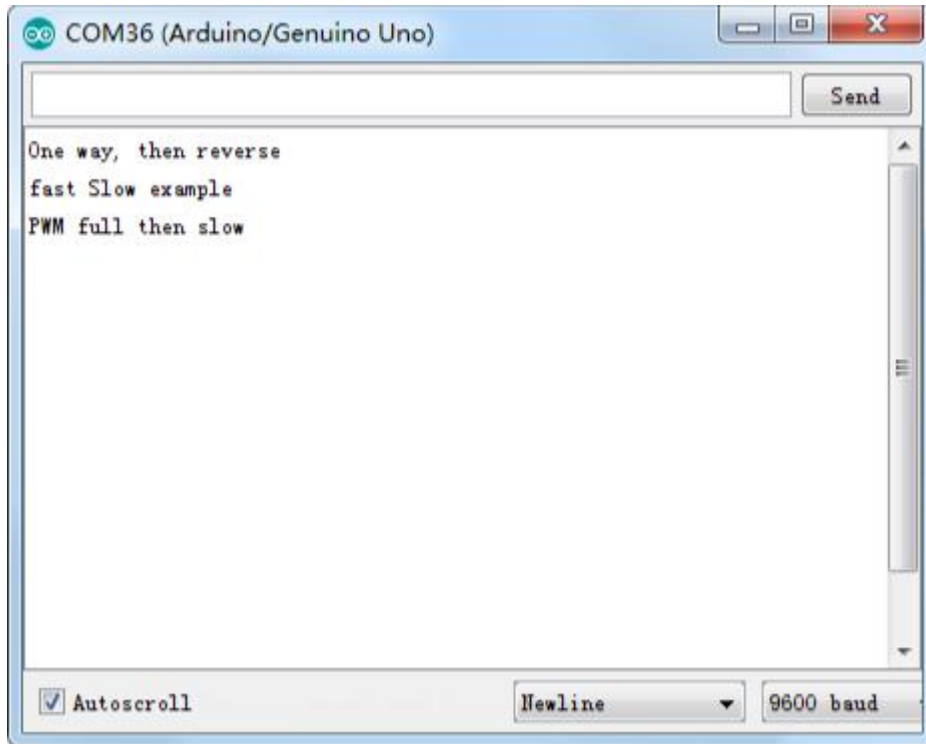 COM36 (Arduino/Genuino Uno)
Send
One way, then reverse
fast Slow example
PWM full then slow
Autoscroll
Newline
9600 baud